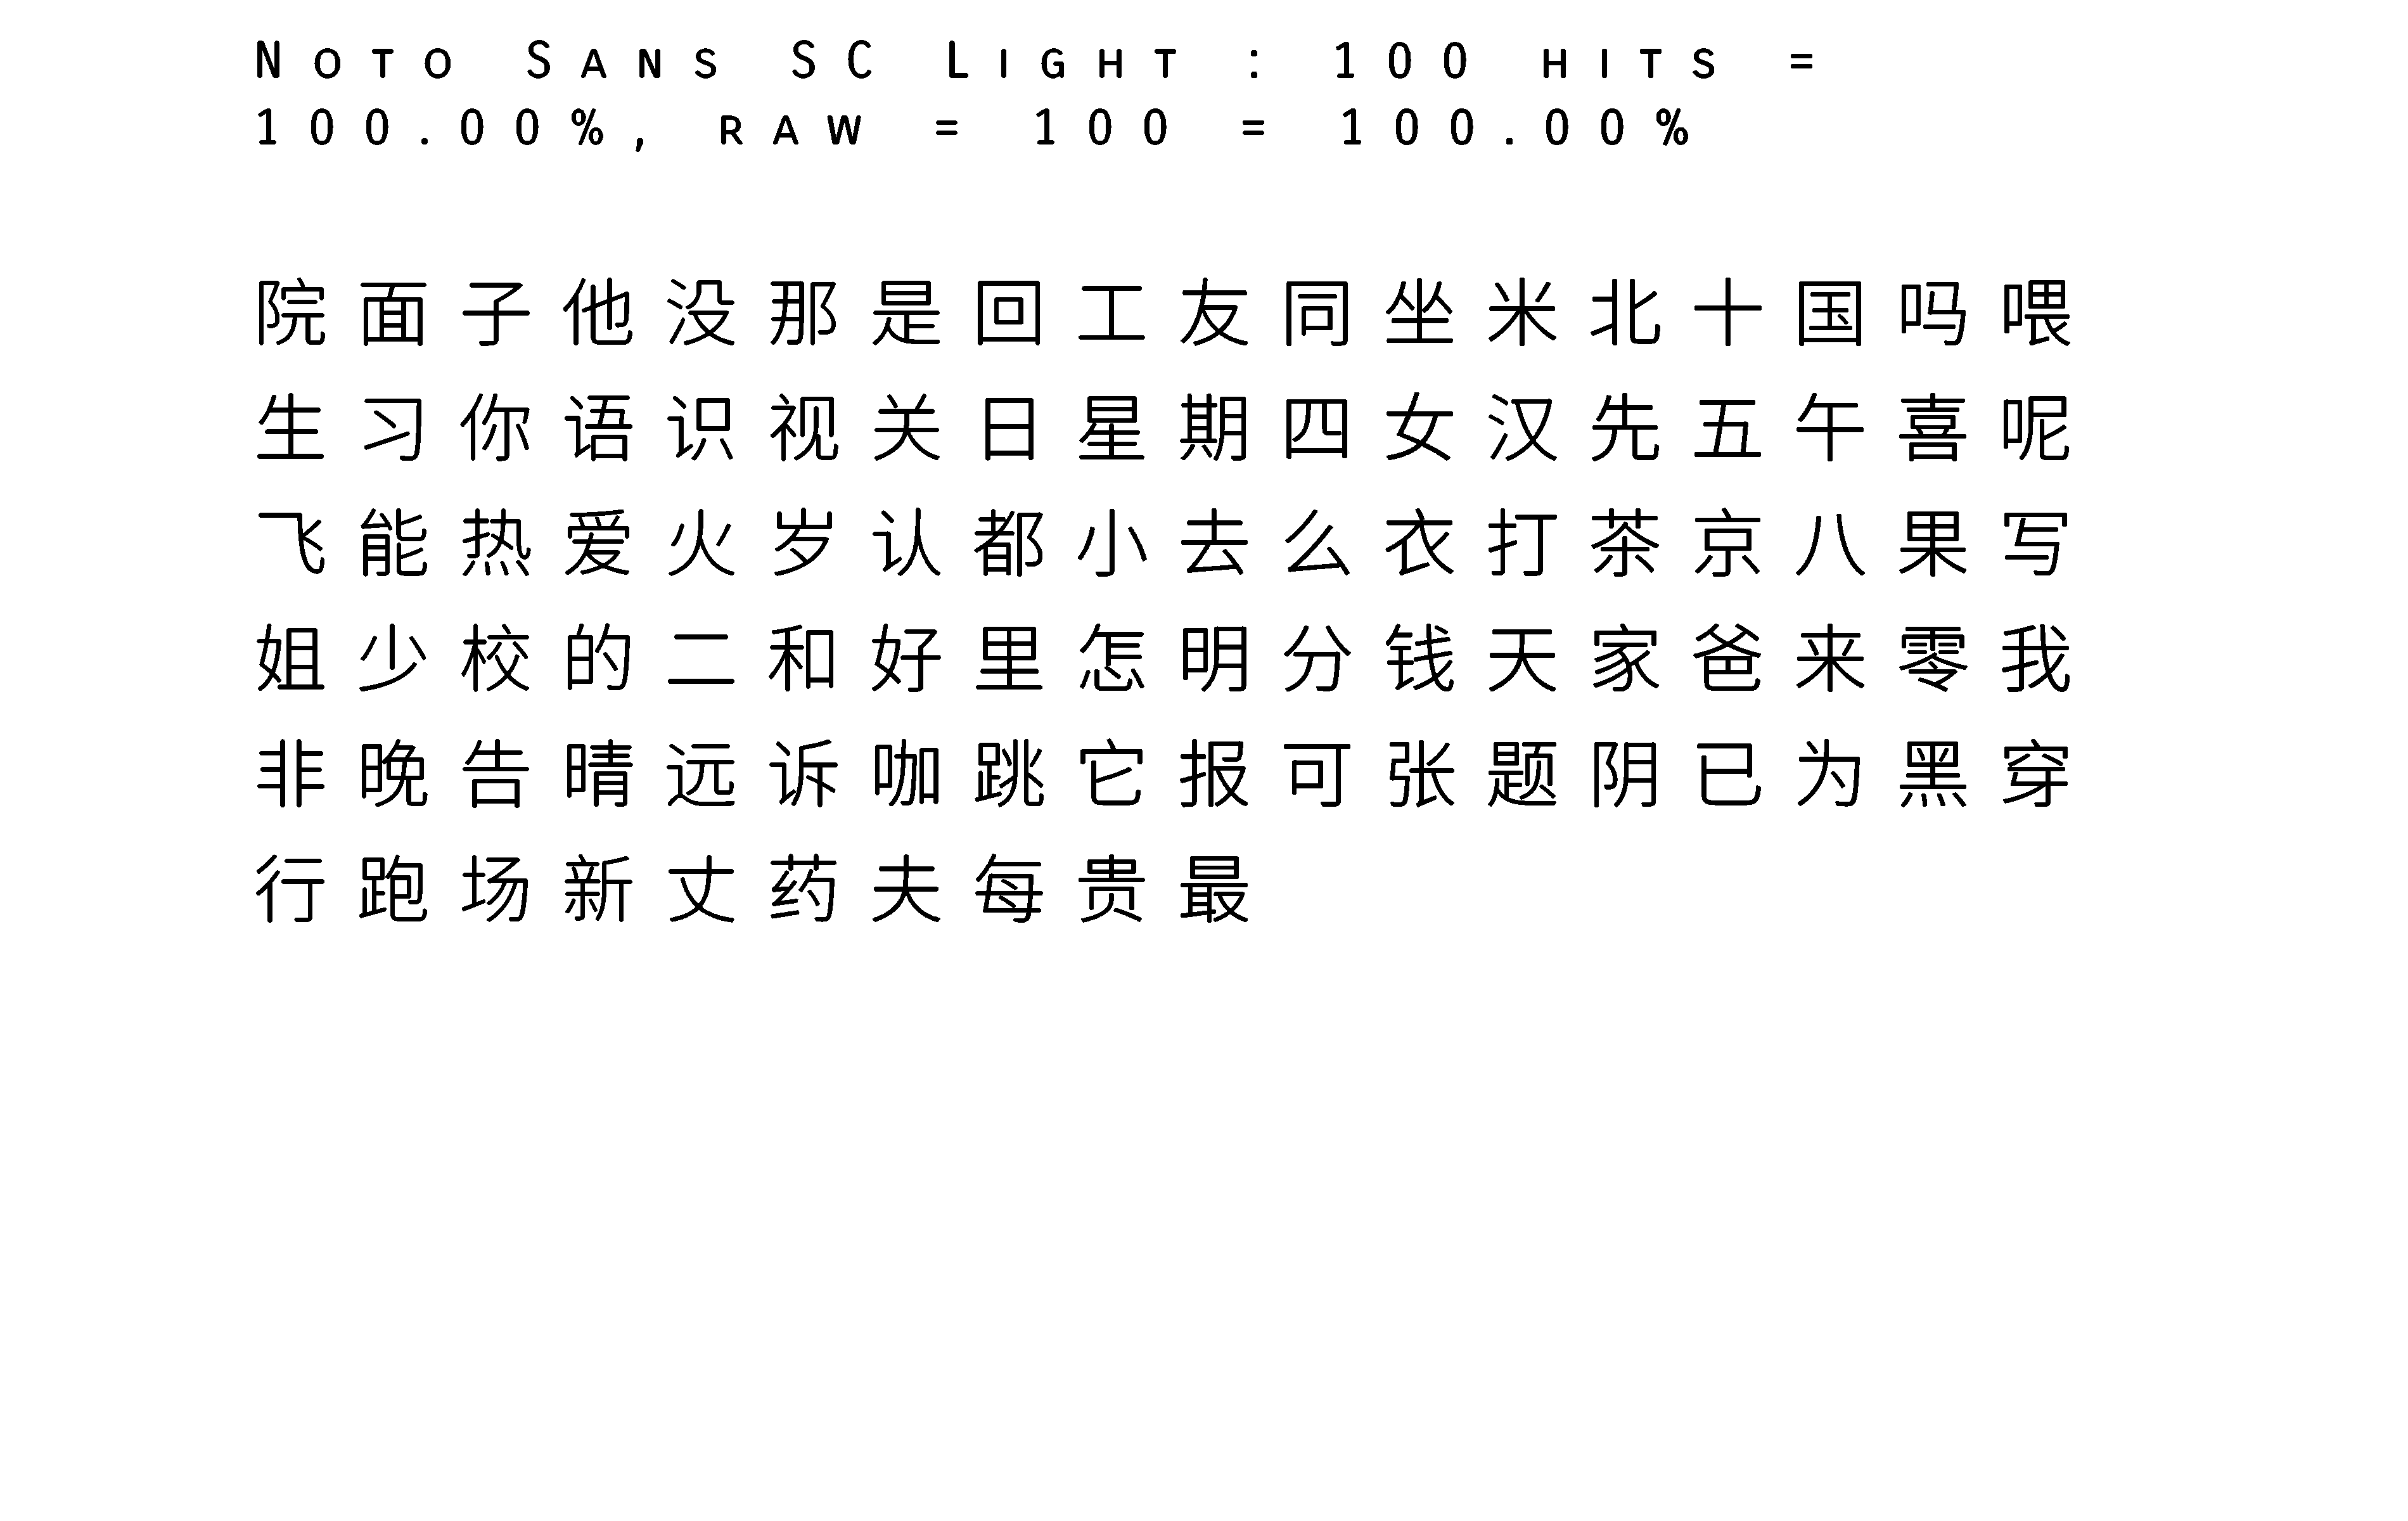 Noto Sans SC Light : 100 hits =
100.00%, raw = 100 = 100.00%
院面子他没那是回工友同坐米北十国吗喂
生习你语识视关日星期四女汉先五午喜呢
飞能热爱火岁认都小去么衣打茶京八果写
姐少校的二和好里怎明分钱天家爸来零我
非晚告晴远诉咖跳它报可张题阴已为黑穿
行跑场新丈药夫每贵最